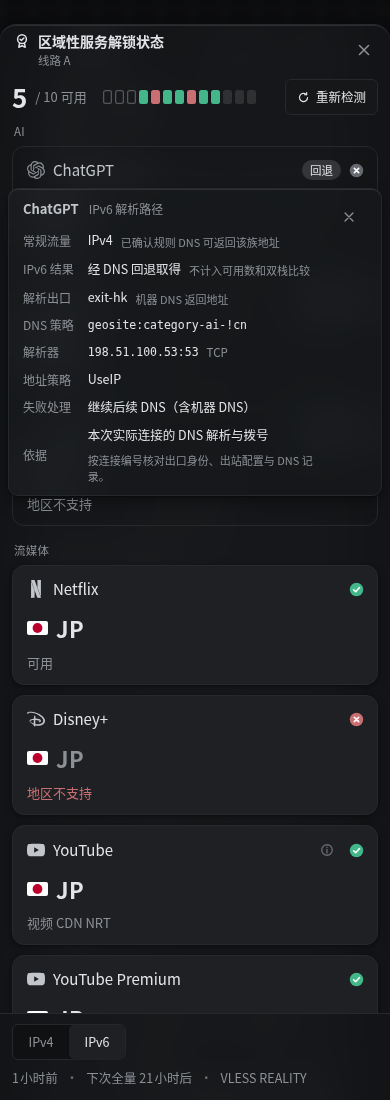 区域性服务解锁状态
线路 A
5 / 10 可用
重新检测
AI
ChatGPT 回退
ChatGPT IPv6 解析路径
常规流量 IPv4 已确认规则 DNS 可返回该族地址
IPv6 结果 经 DNS 回退取得 不计入可用数和双栈比较
解析出口 exit-hk 机器 DNS 返回地址
DNS 策略 geosite:category-ai-!cn
解析器 198.51.100.53:53 TCP
地址策略 UseIP
失败处理 继续后续 DNS（含机器 DNS）
依据 本次实际连接的 DNS 解析与拨号
按连接编号核对出口身份、出站配置与 DNS 记
录。
地区不支持
流媒体
Netflix
JP
可用
Disney+
JP
地区不支持
YouTube
JP
视频 CDN NRT
YouTube Premium
IPv4 IPv6
1小时前 · 下次全量 21小时后 · VLESS REALITY